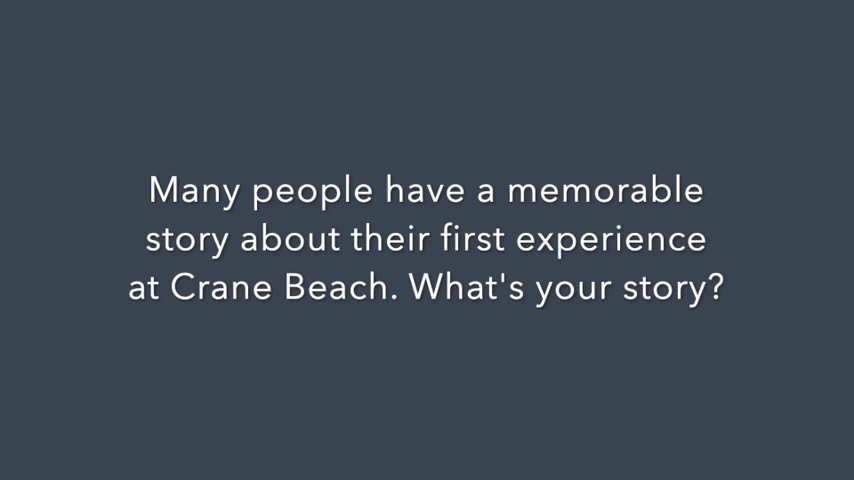 Many people have a memorable
story about their first experience
at Crane Beach. What's your story?